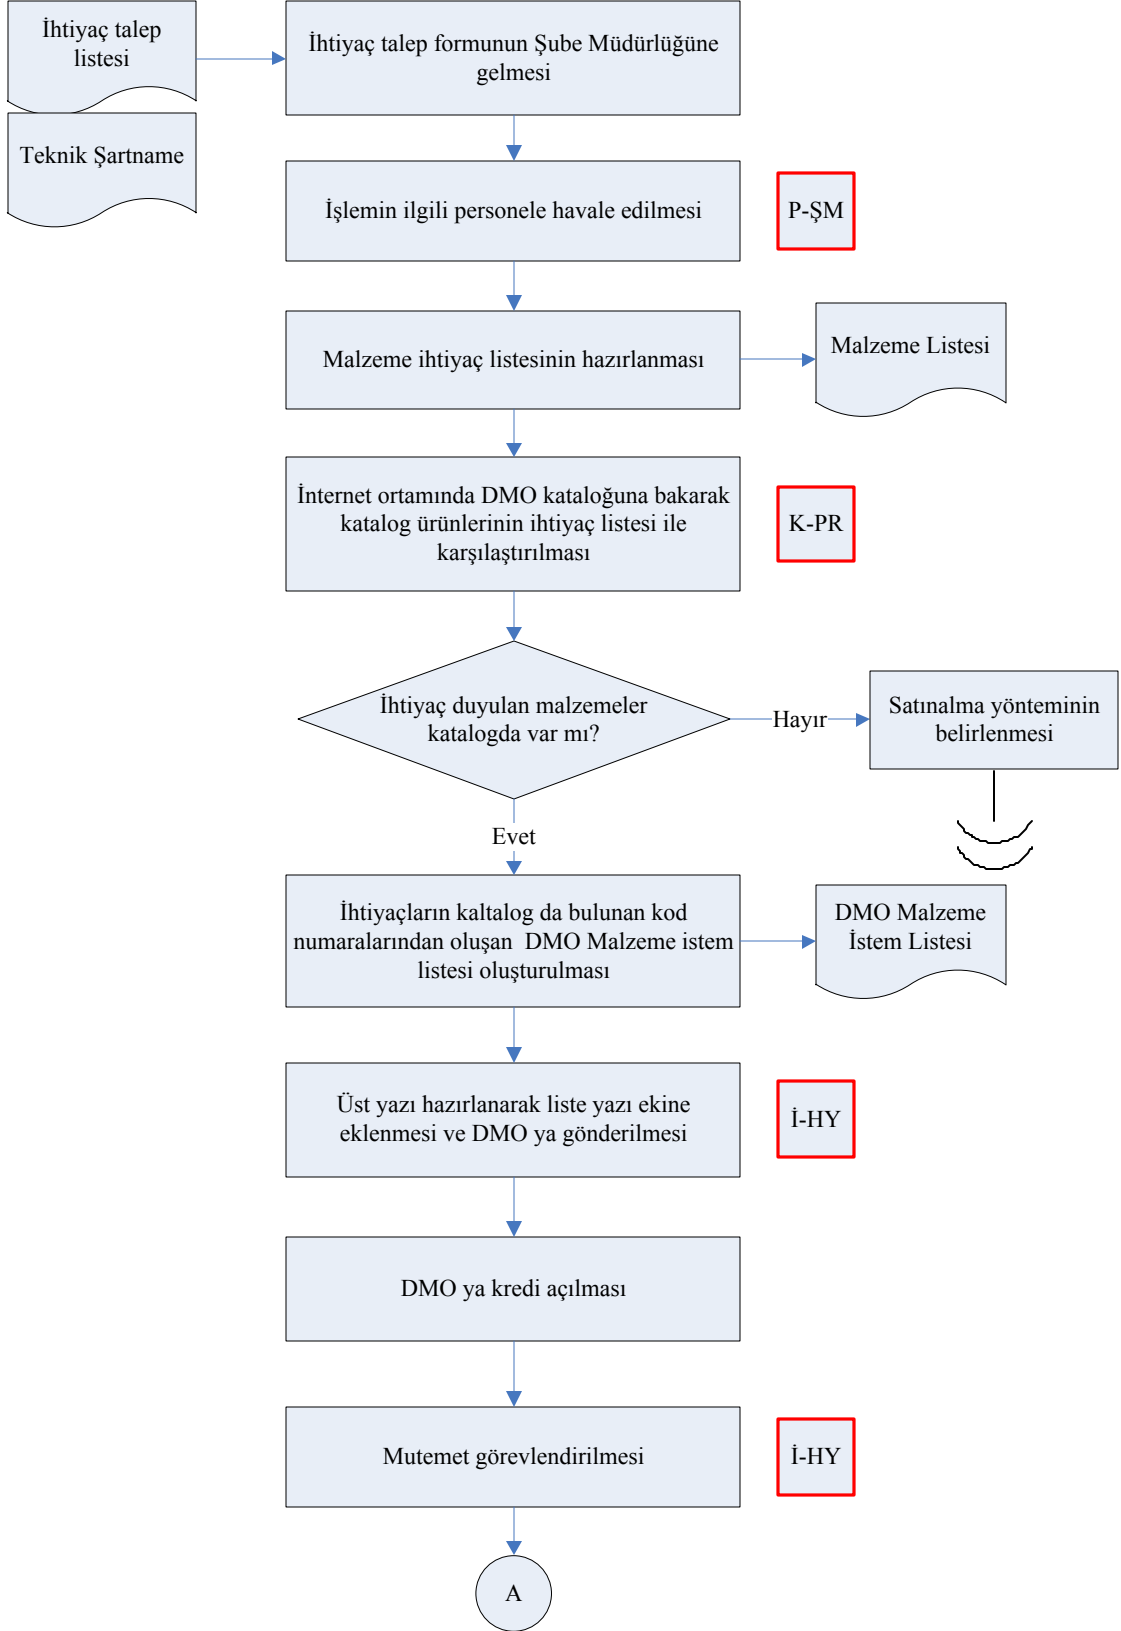 İhtiyaç talep
listesi
İhtiyaç talep formunun Şube Müdürlüğüne
gelmesi
Teknik Şartname
İşlemin ilgili personele havale edilmesi
P-ŞM
Malzeme ihtiyaç listesinin hazırlanması
Malzeme Listesi
İnternet ortamında DMO kataloğuna bakarak
katalog ürünlerinin ihtiyaç listesi ile
karşılaştırılması
K-PR
İhtiyaç duyulan malzemeler
katalogda var mı?
Hayır
Satınalma yönteminin
belirlenmesi
Evet
İhtiyaçların kaltalog da bulunan kod
numaralarından oluşan  DMO Malzeme istem
listesi oluşturulması
DMO Malzeme
İstem Listesi
Üst yazı hazırlanarak liste yazı ekine
eklenmesi ve DMO ya gönderilmesi
İ-HY
DMO ya kredi açılması
Mutemet görevlendirilmesi
İ-HY
A